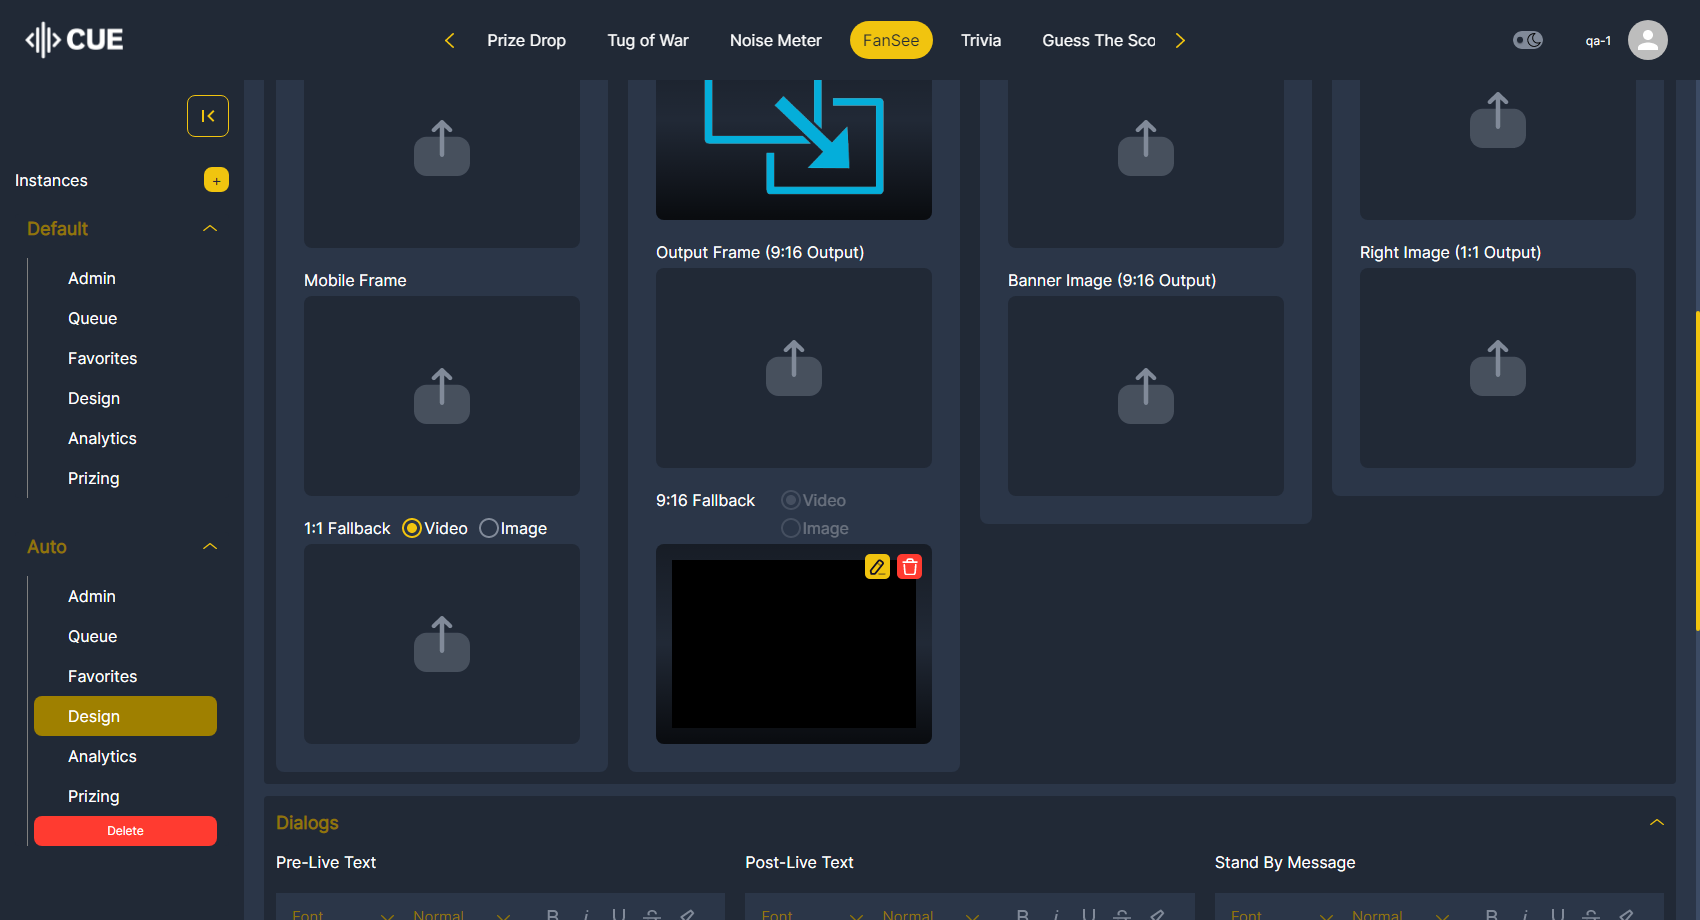 CUE
Prize Drop
Tug of War
Noise Meter
FanSee
Trivia
Guess The Sco
qa-1
Instances
+
Default
Admin
Queue
Favorites
Design
Analytics
Prizing
Auto
Admin
Queue
Favorites
Design
Analytics
Prizing
Delete
Mobile Frame
1:1 Fallback Video Image
Output Frame (9:16 Output)
9:16 Fallback Video
Image
Banner Image (9:16 Output)
Right Image (1:1 Output)
Dialogs
Pre-Live Text
Font Normal B i U S
Post-Live Text
Font Normal B i U S
Stand By Message
Font Normal B i U S